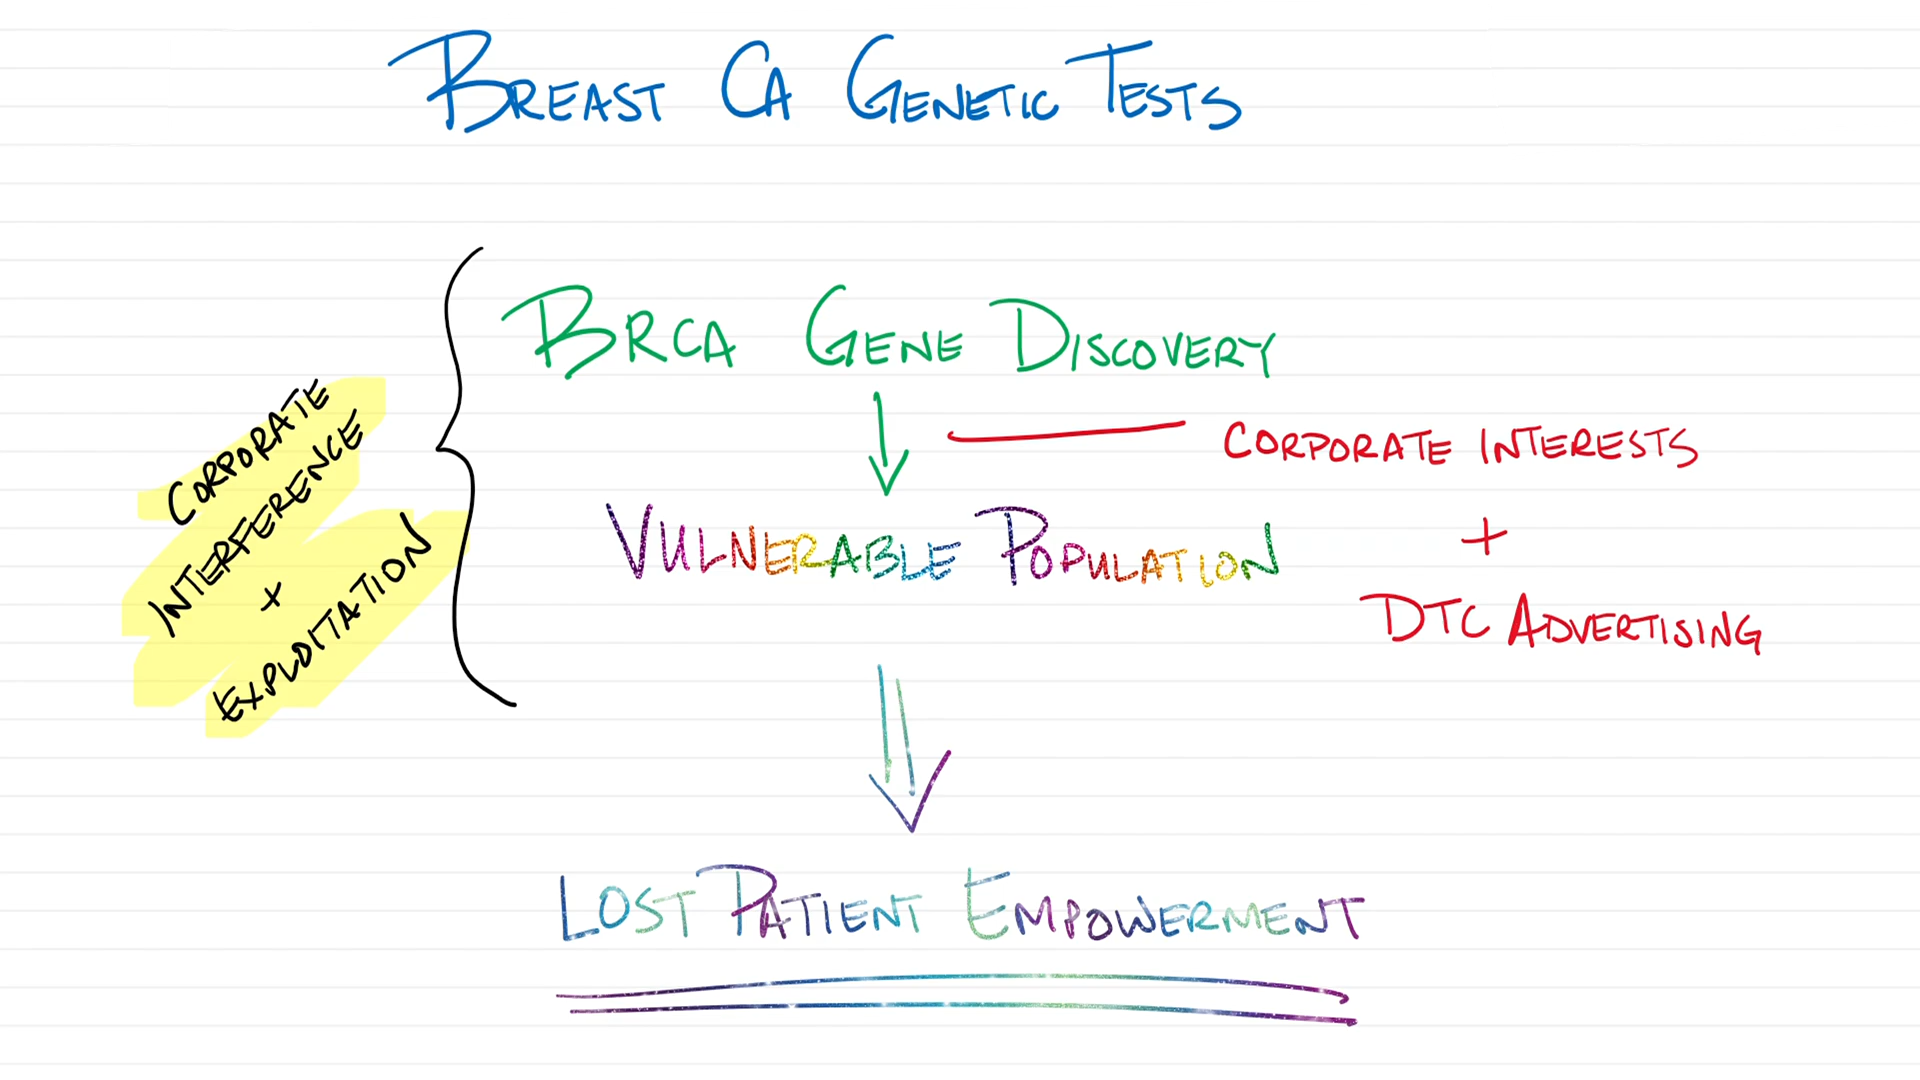 BREAST CA GENETIC TESTS
BRCA GENE DISCOVERY
CORPORATE
INTERFERENCE
+
EXPLOITATION
CORPORATE INTERESTS
+
DTC ADVERTISING
VULNERABLE POPULATION
LOST PATIENT EMPOWERMENT